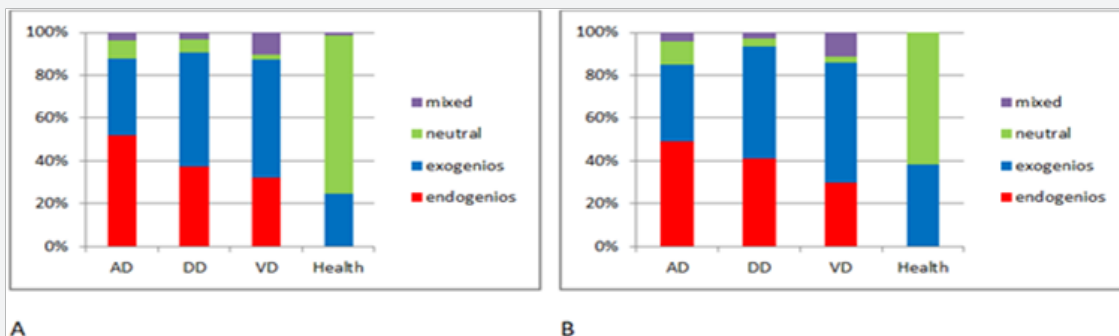 100%
80%
60%
40%
20%
0%
AD DD VD Health
mixed
neutral
exogenios
endogenios
A
100%
80%
60%
40%
20%
0%
AD DD VD Health
mixed
neutral
exogenios
endogenios
B